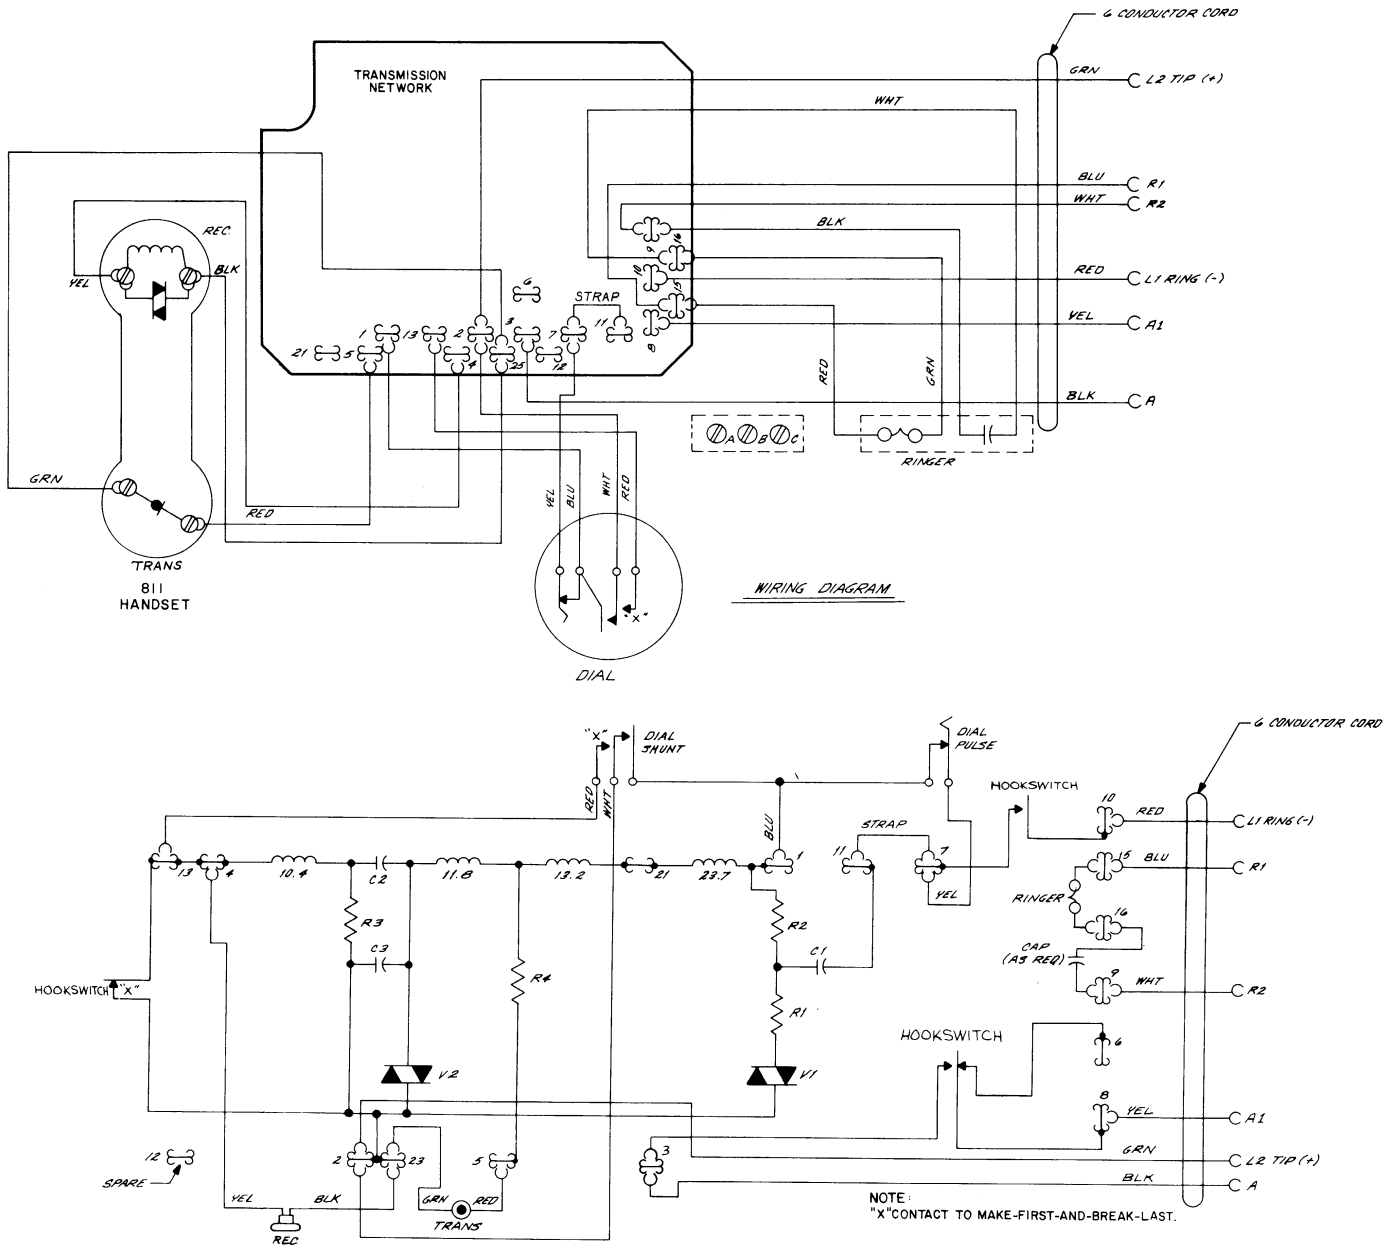 6 CONDUCTOR CORD
TRANSMISSION
NETWORK
GRN
L2 TIP (+)
WHT
BLU
R1
WHT
R2
REC.
BLK
9
16
YEL
BLK
10
RED
L1 RING (-)
6
15
STRAP
YEL
A1
1
13
2
3
7
11
8
21
5
4
25
12
RED
GRN
BLK
A
A
B
C
RINGER
GRN
RED
YEL
BLU
WHT
RED
TRANS
811
HANDSET
WIRING DIAGRAM
"X"
DIAL
6 CONDUCTOR CORD
"X"
DIAL
SHUNT
DIAL
PULSE
HOOKSWITCH
RED
WHT
10
RED
L1 RING (-)
BLU
STRAP
1
11
7
15
BLU
R1
13
4
10.4
C2
11.8
13.2
21
23.7
YEL
RINGER
16
R3
R2
C3
C1
CAP
(AS REQ)
9
WHT
R2
HOOKSWITCH "X"
R4
R1
HOOKSWITCH
6
V2
V1
8
YEL
A1
12
2
23
5
3
GRN
L2 TIP (+)
SPARE
BLK
A
YEL
BLK
GRN
RED
TRANS
REC
NOTE:
"X" CONTACT TO MAKE-FIRST-AND-BREAK-LAST.